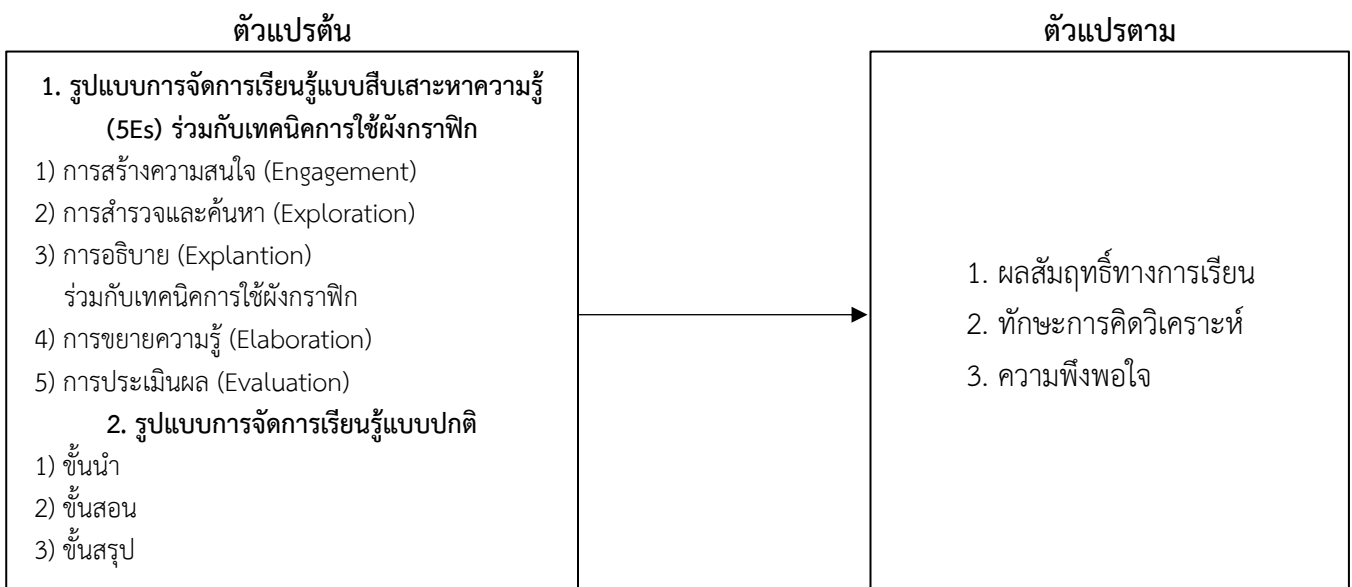 ตัวแปรต้น
1. รูปแบบการจัดการเรียนรู้แบบสืบเสาะหาความรู้
(5Es) ร่วมกับเทคนิคการใช้ผังกราฟิก
1) การสร้างความสนใจ (Engagement)
2) การสำรวจและค้นหา (Exploration)
3) การอธิบาย (Explantion)
ร่วมกับเทคนิคการใช้ผังกราฟิก
4) การขยายความรู้ (Elaboration)
5) การประเมินผล (Evaluation)
2. รูปแบบการจัดการเรียนรู้แบบปกติ
1) ขั้นนำ
2) ขั้นสอน
3) ขั้นสรุป
ตัวแปรตาม
1. ผลสัมฤทธิ์ทางการเรียน
2. ทักษะการคิดวิเคราะห์
3. ความพึงพอใจ